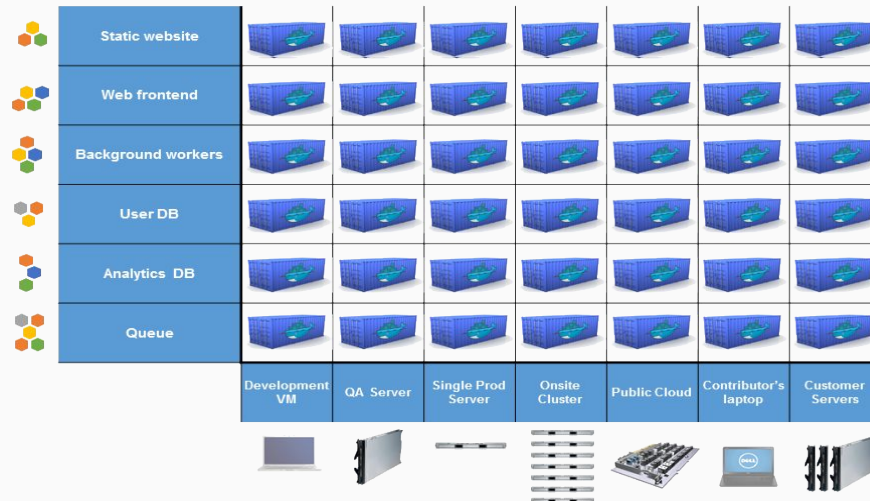 Static website
Web frontend
Background workers
User DB
Analytics DB
Queue
Development
VM
QA Server
Single Prod
Server
Onsite
Cluster
Public Cloud
Contributor's
laptop
Customer
Servers
DELL